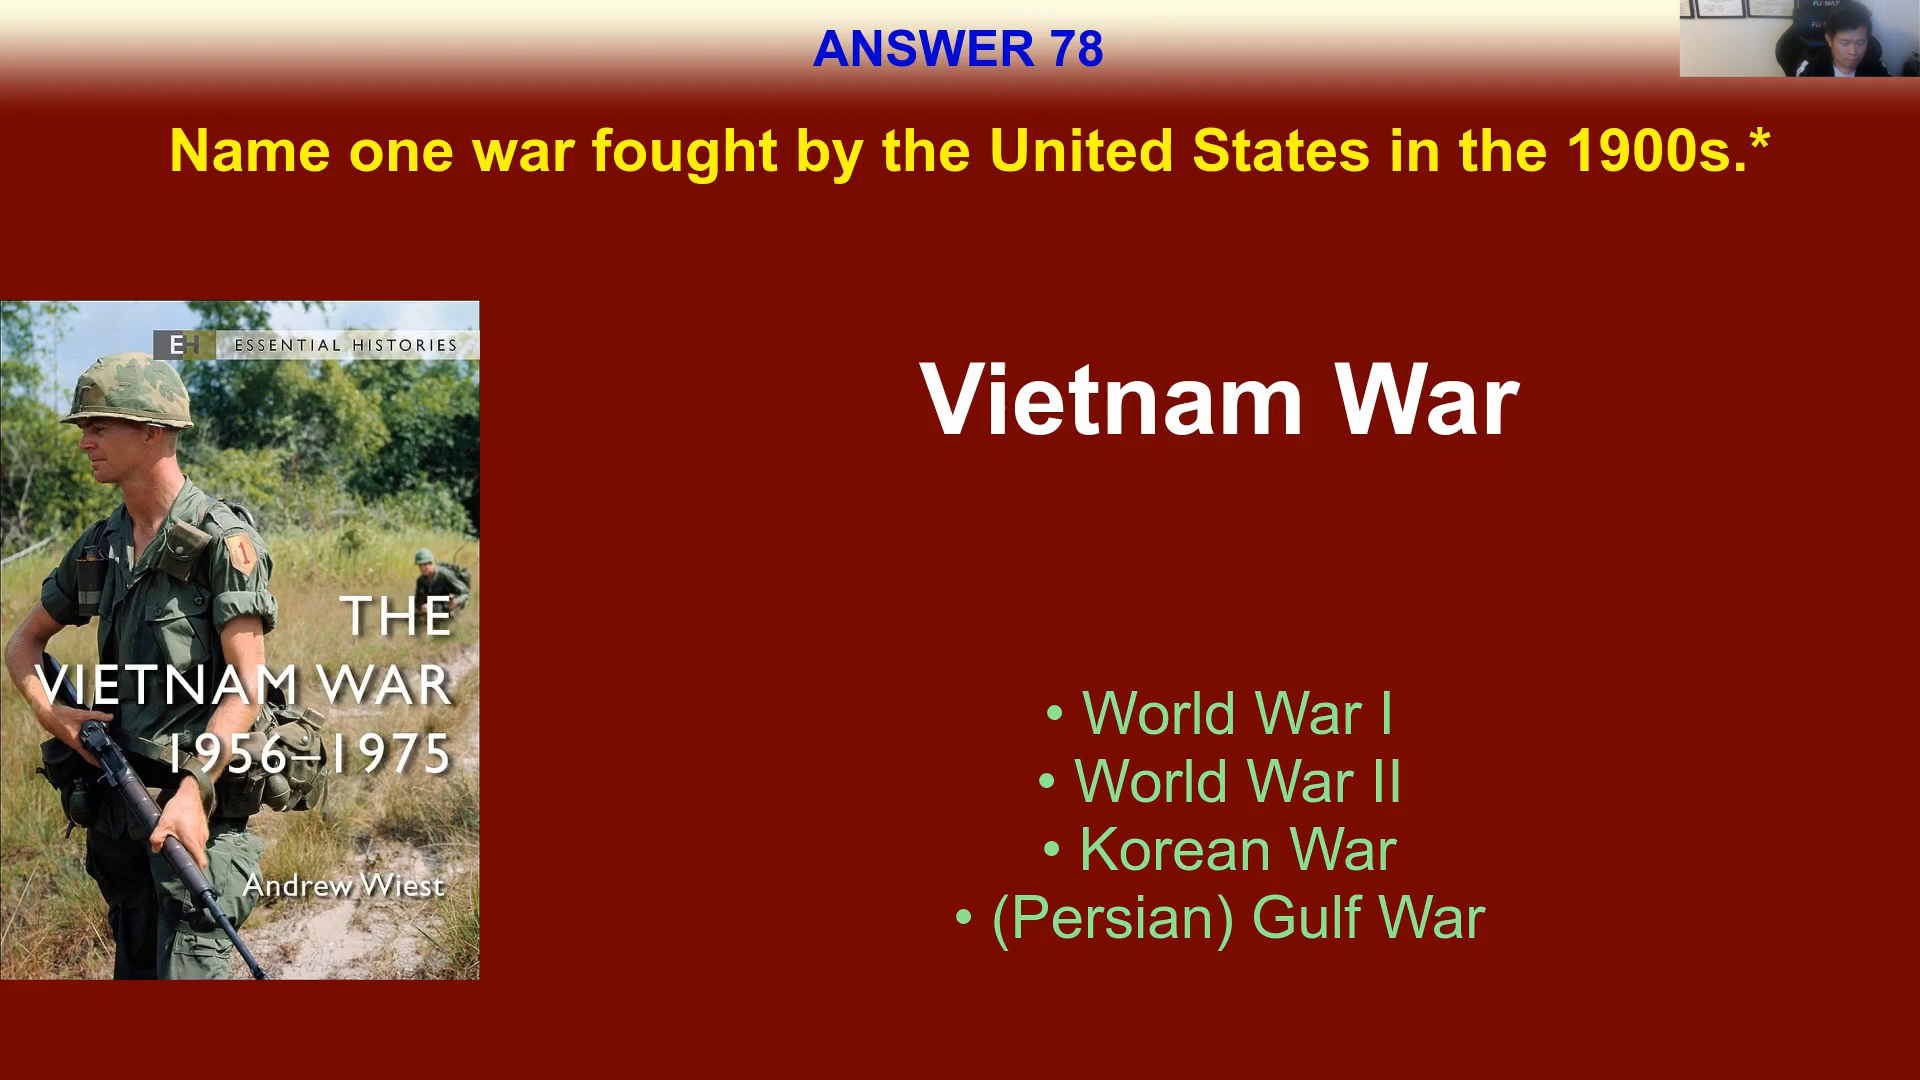 ANSWER 78
Name one war fought by the United States in the 1900s.*
EH ESSENTIAL HISTORIES
THE
VIETNAM WAR
1956–1975
Andrew Wiest
Vietnam War
• World War I
• World War II
• Korean War
• (Persian) Gulf War